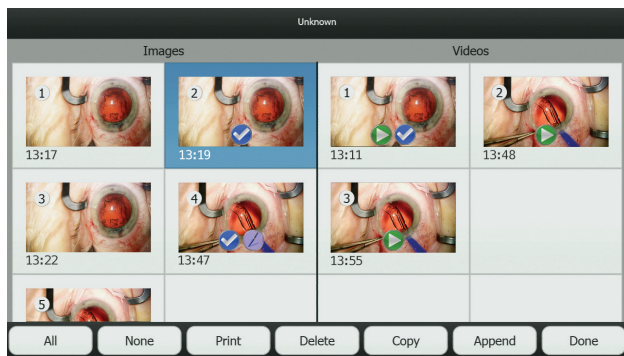 Unknown
Images
Videos
1
2
1
2
13:17
13:19
13:11
13:48
3
4
3
13:22
13:47
13:55
5
All
None
Print
Delete
Copy
Append
Done